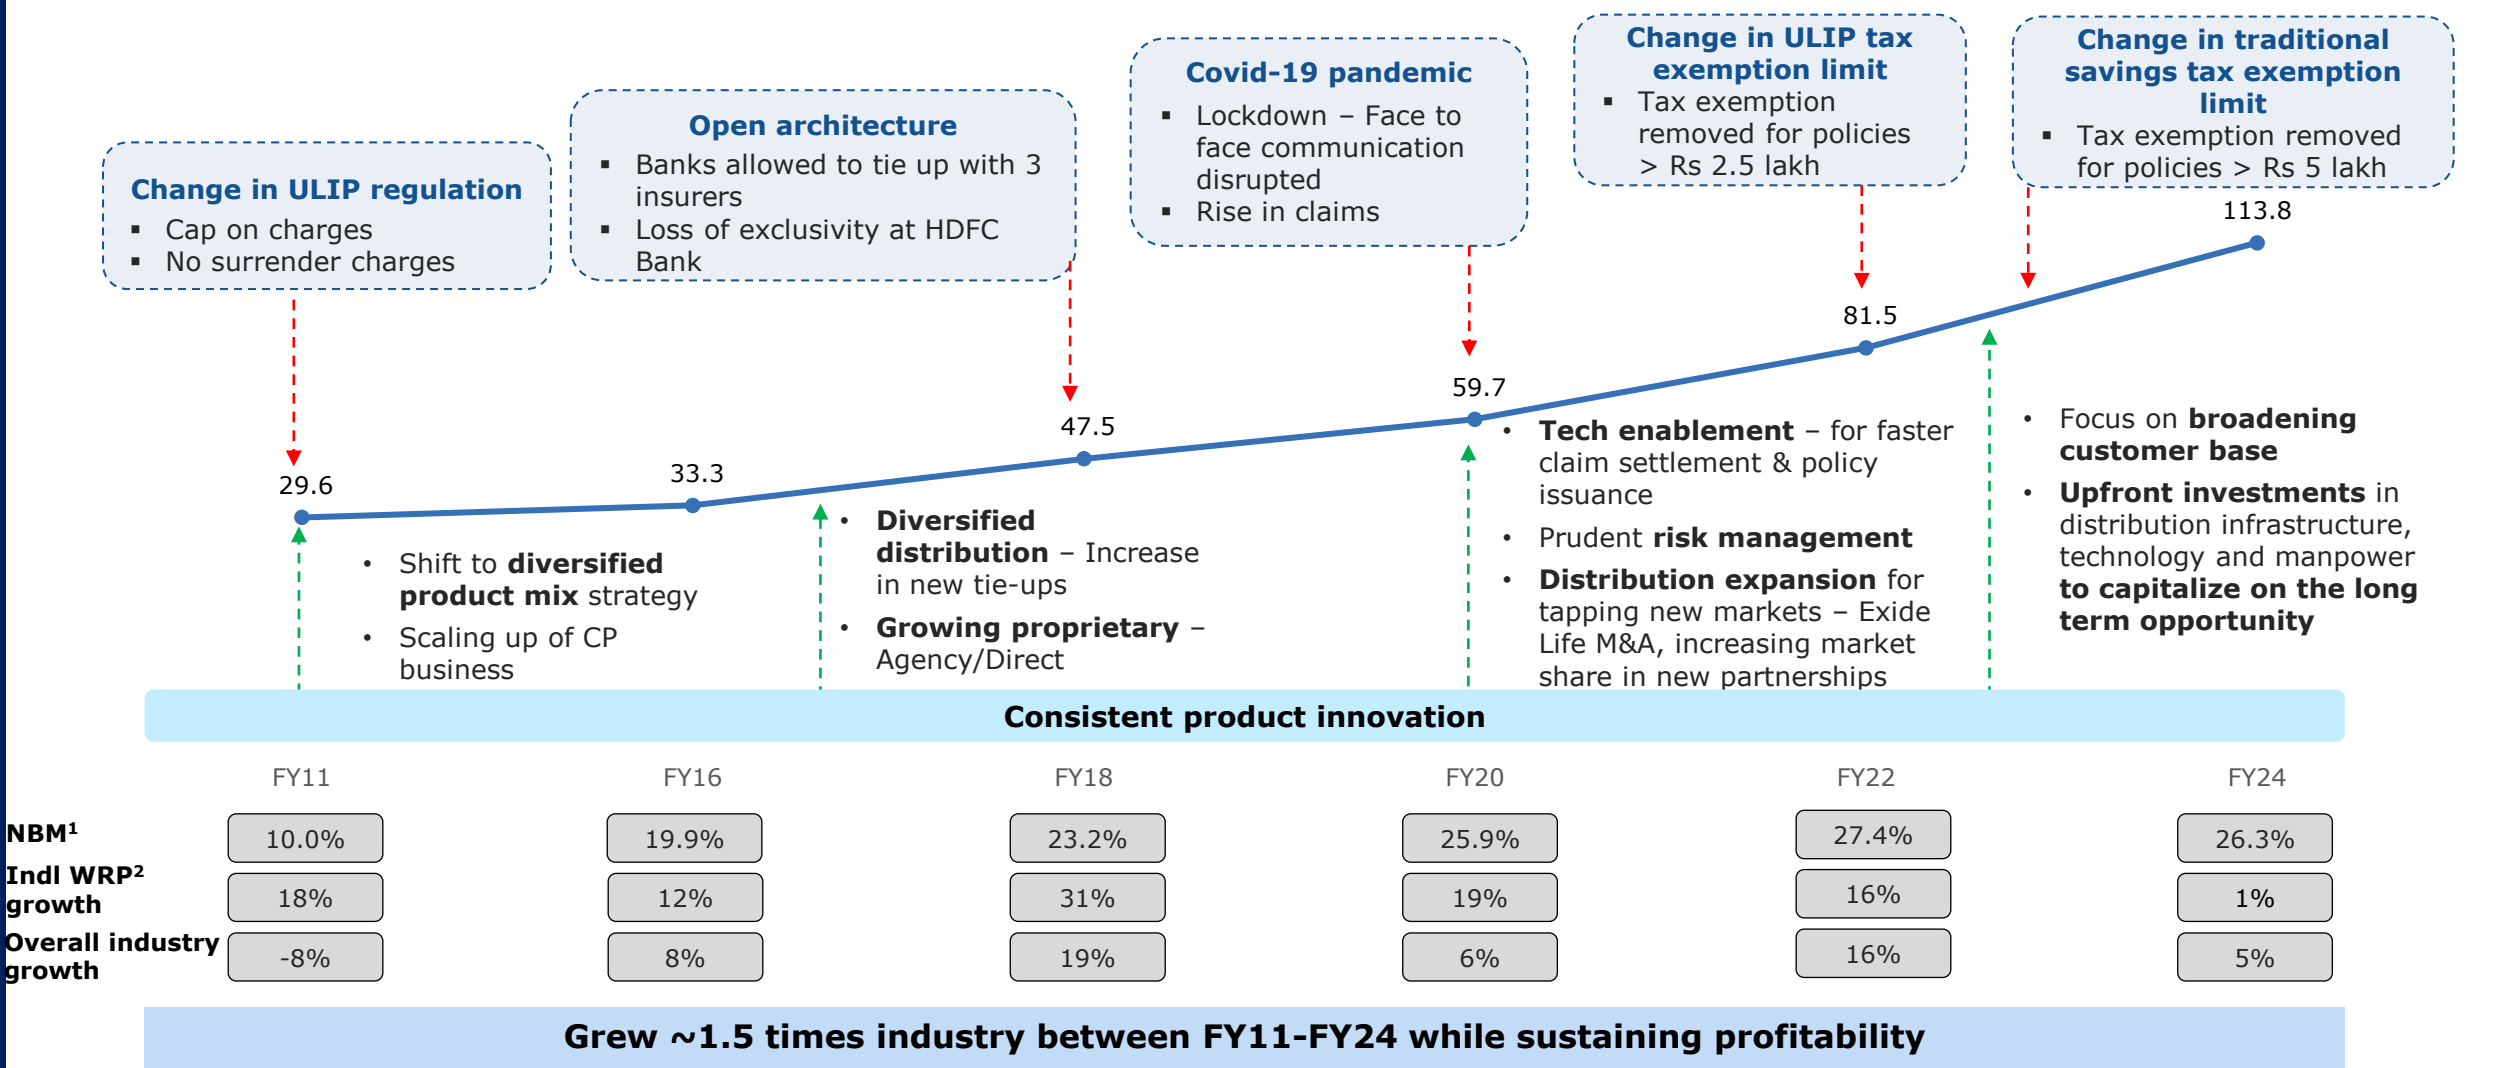 Change in ULIP regulation
▪ Cap on charges
▪ No surrender charges
Open architecture
▪ Banks allowed to tie up with 3
insurers
▪ Loss of exclusivity at HDFC
Bank
Covid-19 pandemic
▪ Lockdown – Face to
face communication
disrupted
▪ Rise in claims
Change in ULIP tax
exemption limit
▪ Tax exemption
removed for policies
> Rs 2.5 lakh
Change in traditional
savings tax exemption
limit
▪ Tax exemption removed
for policies > Rs 5 lakh
29.6
33.3
47.5
59.7
81.5
113.8
• Shift to diversified
product mix strategy
• Scaling up of CP
business
• Diversified
distribution – Increase
in new tie-ups
• Growing proprietary –
Agency/Direct
• Tech enablement – for faster
claim settlement & policy
issuance
• Prudent risk management
• Distribution expansion for
tapping new markets – Exide
Life M&A, increasing market
share in new partnerships
• Focus on broadening
customer base
• Upfront investments in
distribution infrastructure,
technology and manpower
to capitalize on the long
term opportunity
Consistent product innovation
FY11 FY16 FY18 FY20 FY22 FY24
NBM¹ 10.0% 19.9% 23.2% 25.9% 27.4% 26.3%
Indl WRP²
growth 18% 12% 31% 19% 16% 1%
Overall industry
growth -8% 8% 19% 6% 16% 5%
Grew ~1.5 times industry between FY11-FY24 while sustaining profitability